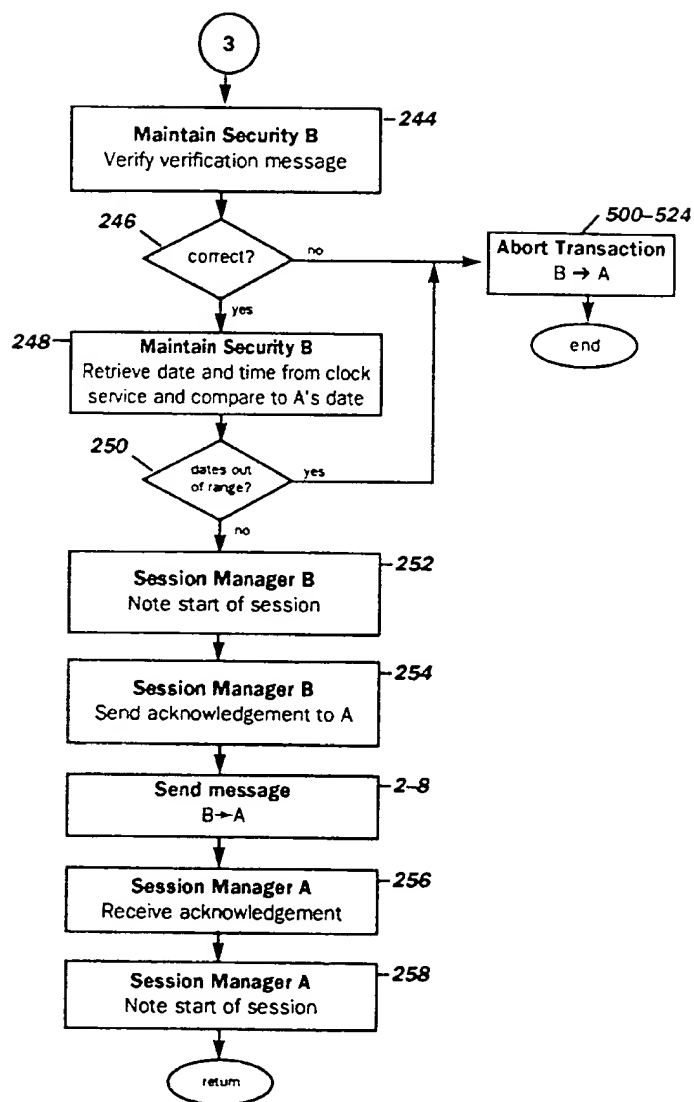 3
Maintain Security B
Verify verification message
244
246
correct?
no
yes
500-524
Abort Transaction
B → A
end
248
Maintain Security B
Retrieve date and time from clock
service and compare to A's date
250
dates out
of range?
yes
no
252
Session Manager B
Note start of session
254
Session Manager B
Send acknowledgement to A
2-8
Send message
B→A
256
Session Manager A
Receive acknowledgement
258
Session Manager A
Note start of session
return